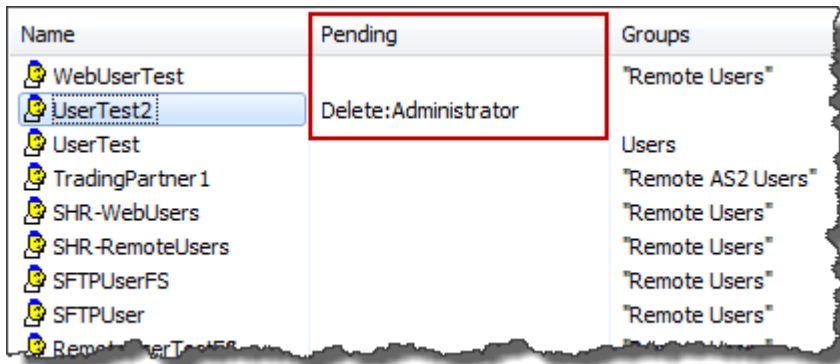 Name Pending Groups
WebUserTest "Remote Users"
UserTest2 Delete:Administrator
UserTest Users
TradingPartner1 "Remote AS2 Users"
SHR-WebUsers "Remote Users"
SHR-RemoteUsers "Remote Users"
SFTPUserFS "Remote Users"
SFTPUser "Remote Users"